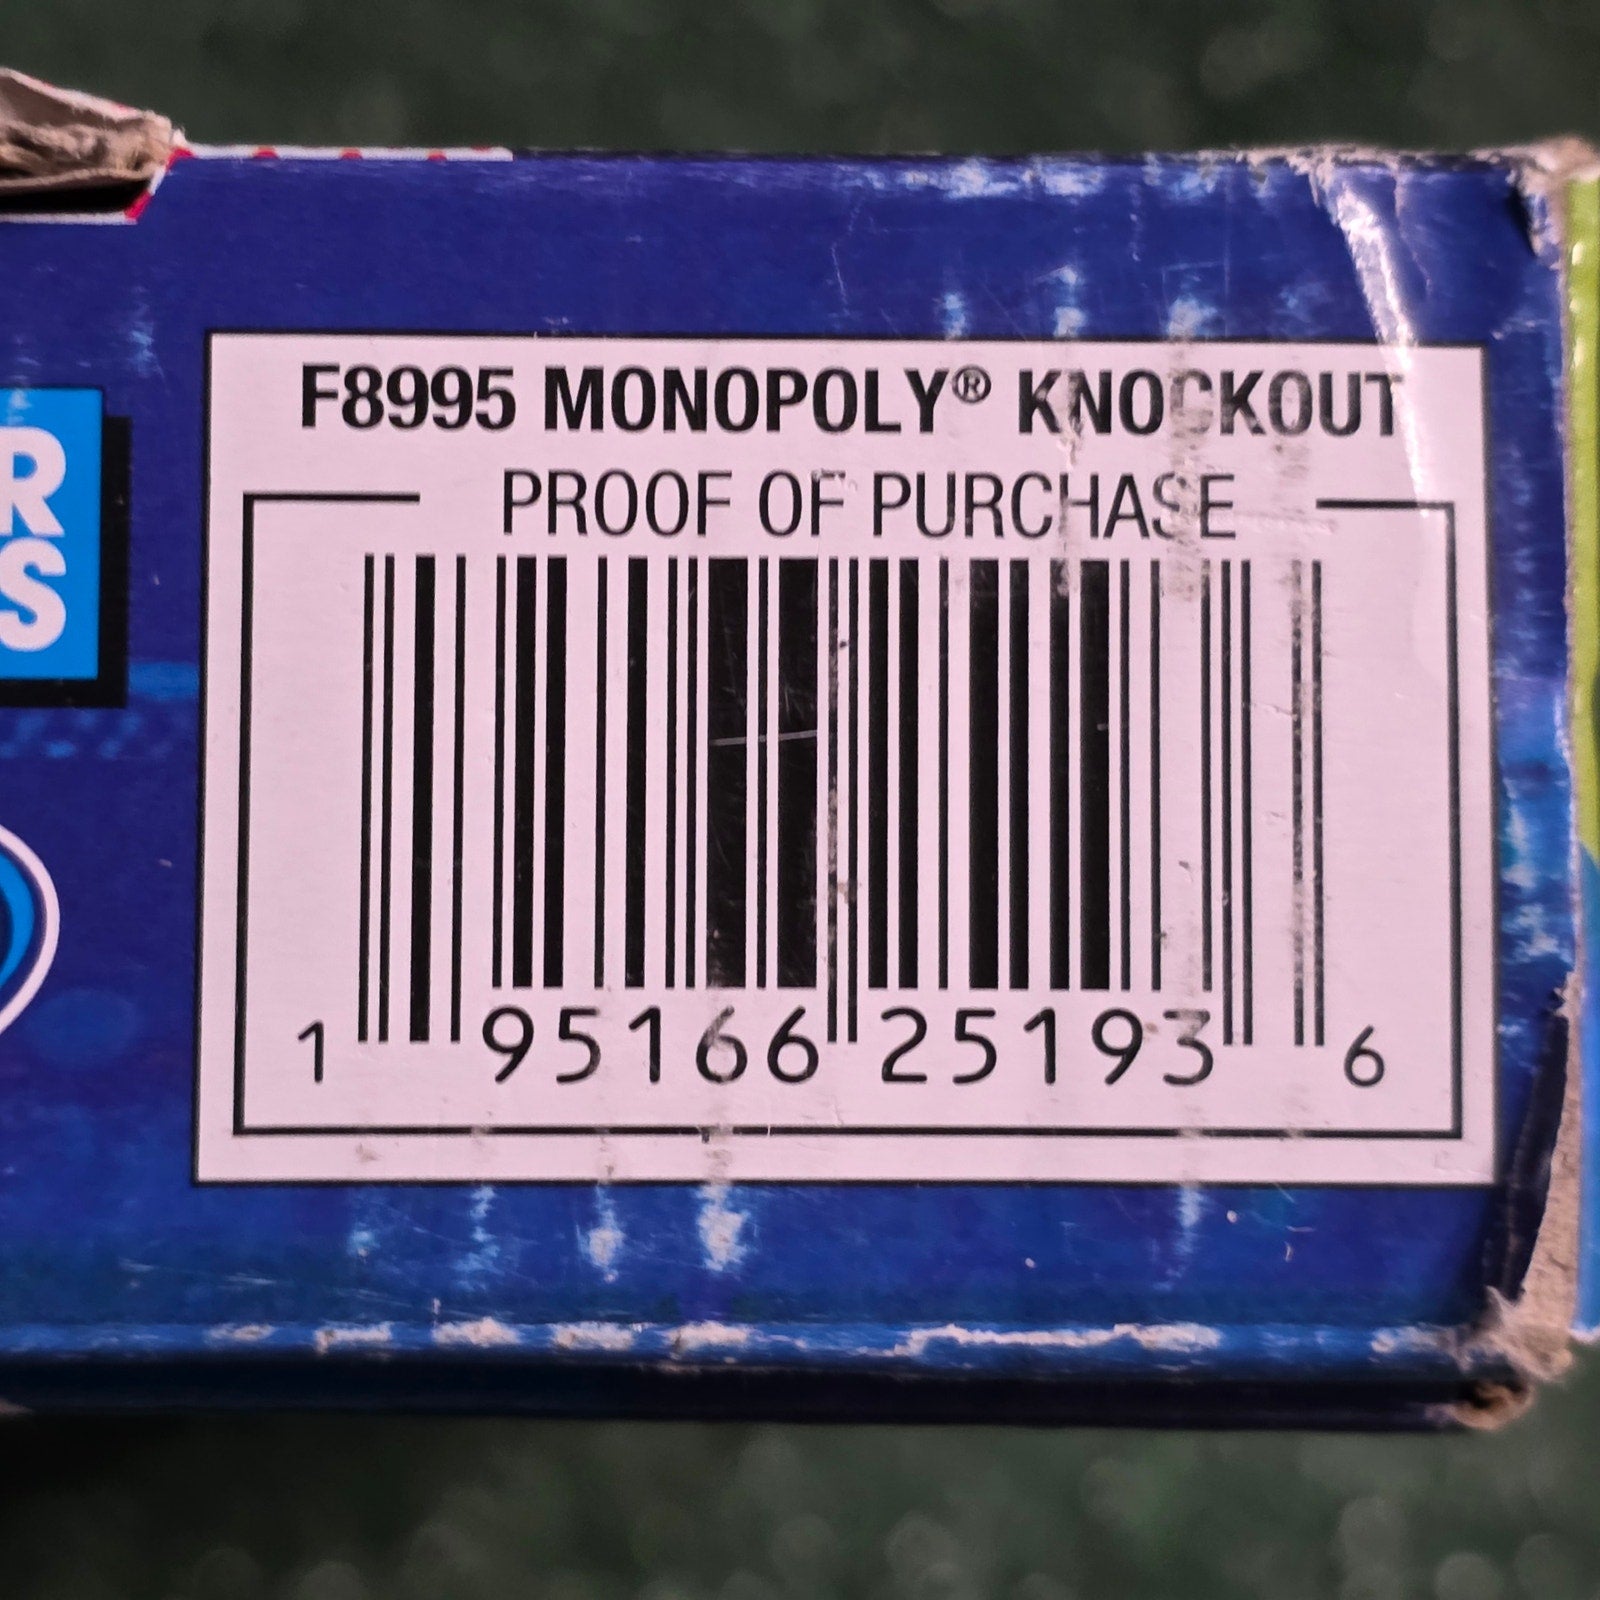 F8995 MONOPOLY® KNOCKOUT
PROOF OF PURCHASE
1 95166 25193 6